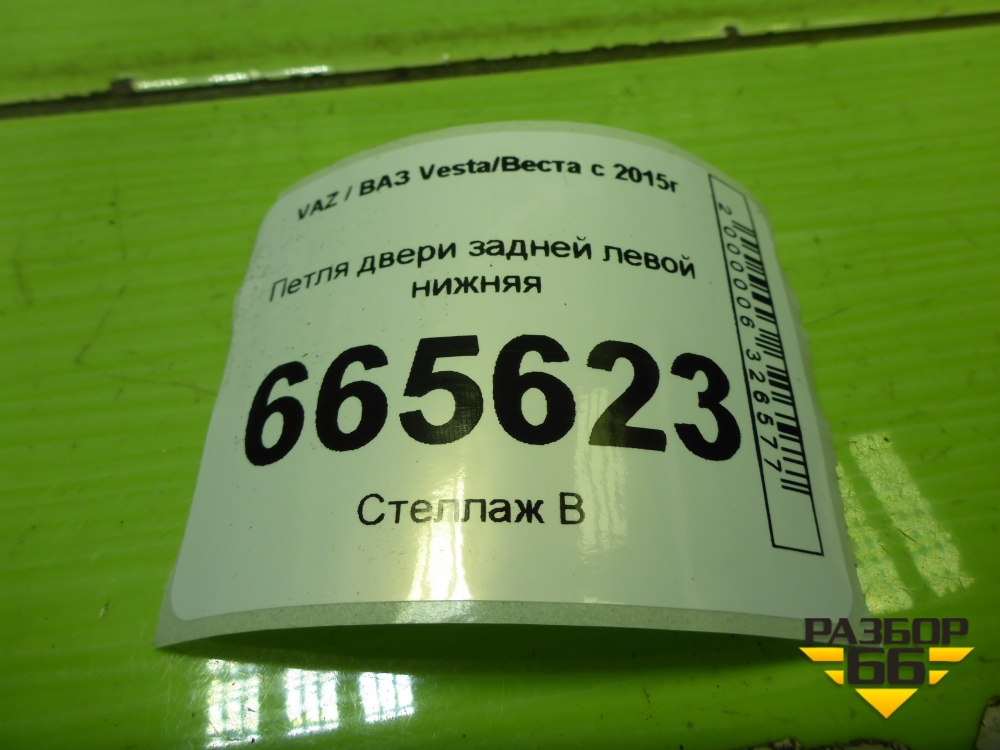 VAZ / ВАЗ Vesta/Веста с 2015г
Петля двери задней левой
нижняя
665623
Стеллаж В
2000006326577
РАЗБОР
66